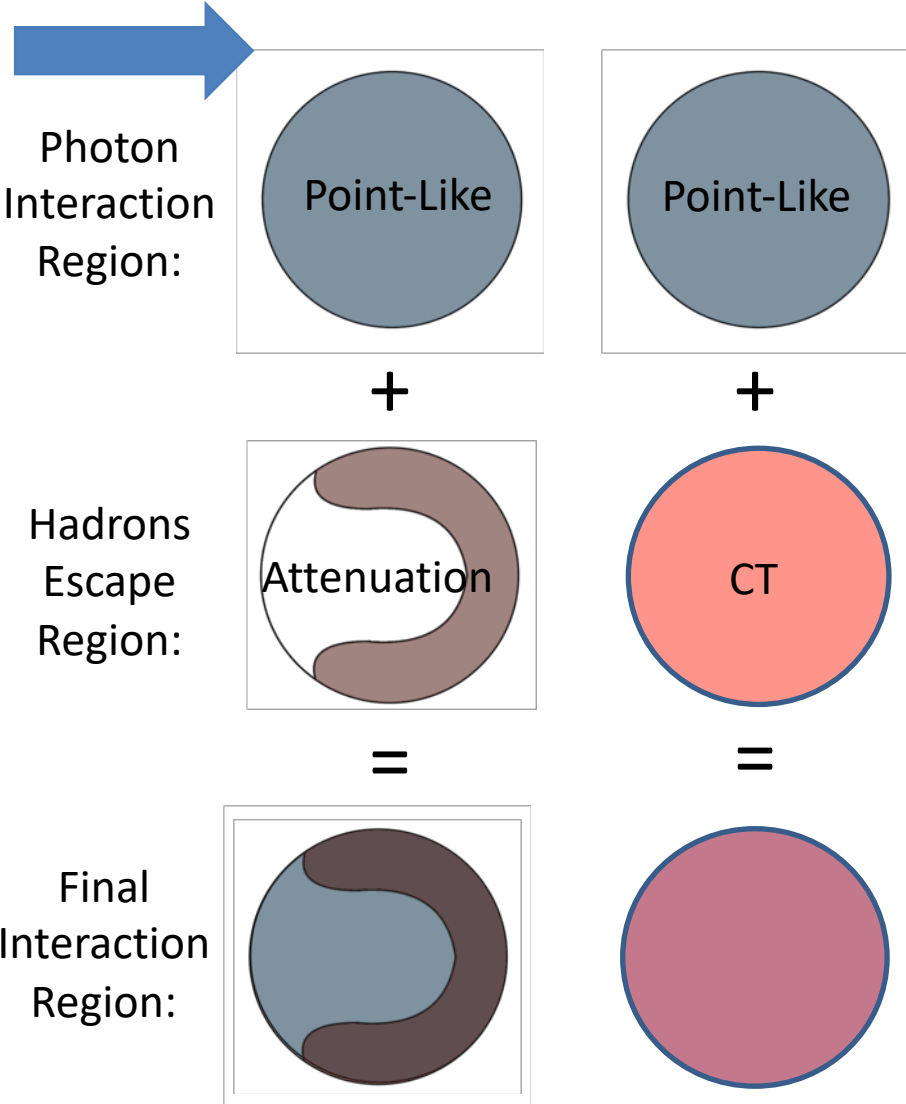 Photon
Interaction
Region:
Point-Like
Point-Like
+
+
Hadrons
Escape
Region:
Attenuation
CT
=
=
Final
Interaction
Region: